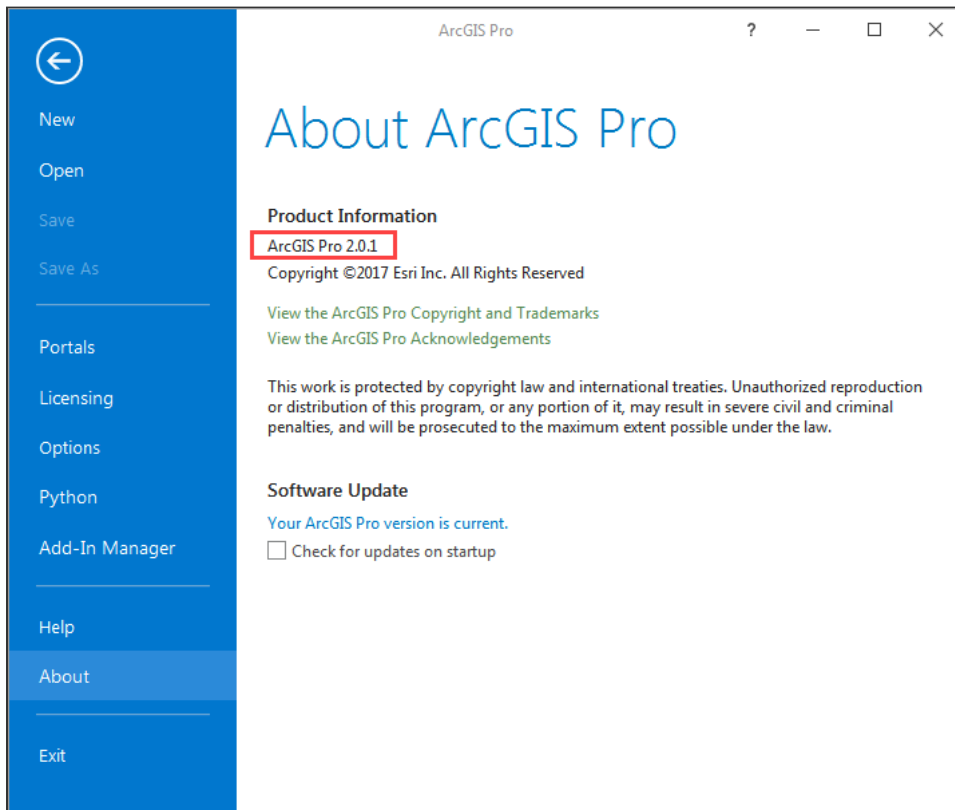 ArcGIS Pro
?
New
Open
Save
Save As
Portals
Licensing
Options
Python
Add-In Manager
Help
About
Exit
About ArcGIS Pro
Product Information
ArcGIS Pro 2.0.1
Copyright ©2017 Esri Inc. All Rights Reserved
View the ArcGIS Pro Copyright and Trademarks
View the ArcGIS Pro Acknowledgements
This work is protected by copyright law and international treaties. Unauthorized reproduction
or distribution of this program, or any portion of it, may result in severe civil and criminal
penalties, and will be prosecuted to the maximum extent possible under the law.
Software Update
Your ArcGIS Pro version is current.
Check for updates on startup